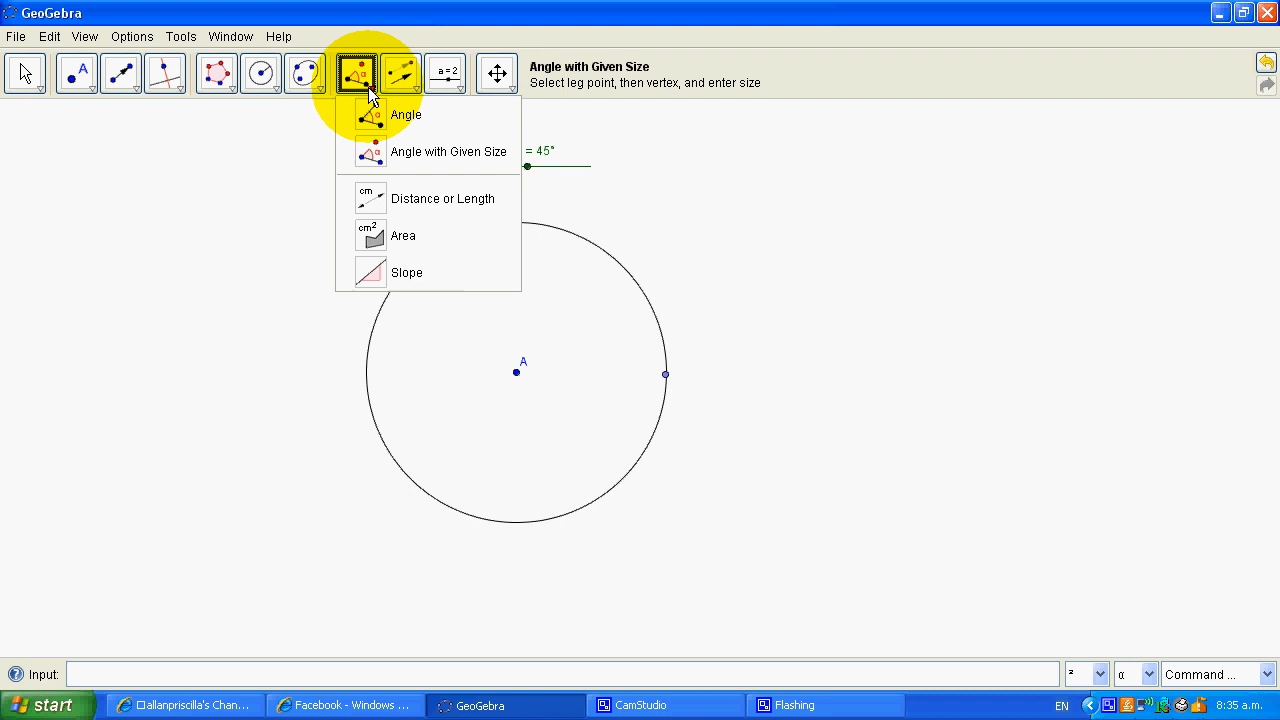 GeoGebra
File Edit View Options Tools Window Help
A
α
a = 2
Angle with Given Size
Select leg point, then vertex, and enter size
α Angle
α Angle with Given Size
= 45°
cm Distance or Length
cm² Area
Slope
A
Input:
²
α
Command ...
start
allanpriscilla's Chan...
Facebook - Windows ...
GeoGebra
CamStudio
Flashing
EN
8:35 a.m.